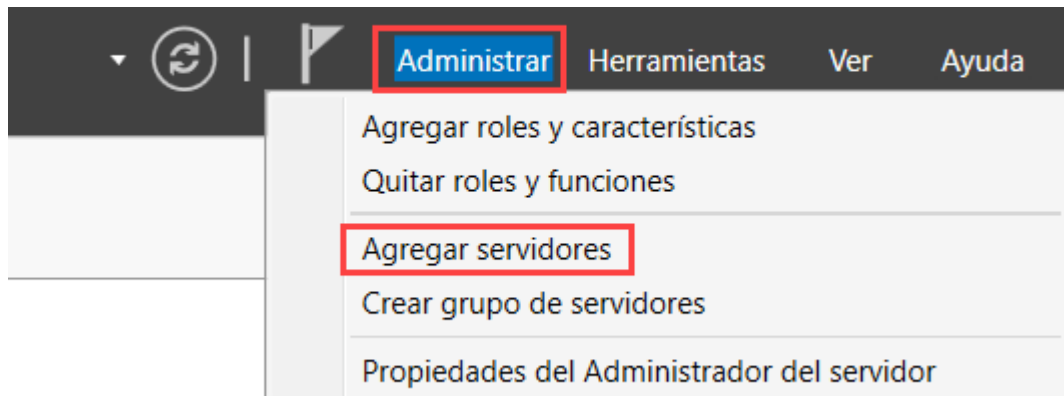 Administrar Herramientas Ver Ayuda
Agregar roles y características
Quitar roles y funciones
Agregar servidores
Crear grupo de servidores
Propiedades del Administrador del servidor